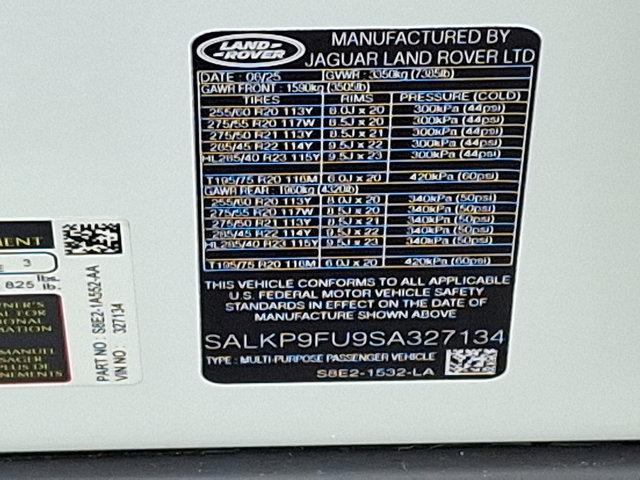 LAND ROVER
MANUFACTURED BY
JAGUAR LAND ROVER LTD
DATE : 06/25 GVWR : 3350kg (7385lb)
GAWR FRONT : 1590kg (3505lb)
TIRES RIMS PRESSURE (COLD)
255/60 R20 113Y 8.0J x 20 300kPa (44psi)
275/55 R20 117W 8.5J x 20 300kPa (44psi)
275/50 R21 113Y 8.5J x 21 300kPa (44psi)
285/45 R22 114Y 9.5J x 22 300kPa (44psi)
HL285/40 R23 115Y 9.5J x 23 300kPa (44psi)
T195/75 R20 116M 6.0J x 20 420kPa (60psi)
GAWR REAR : 1960kg (4320lb)
255/60 R20 113Y 8.0J x 20 340kPa (50psi)
275/55 R20 117W 8.5J x 20 340kPa (50psi)
275/50 R21 113Y 8.5J x 21 340kPa (50psi)
285/45 R22 114Y 9.5J x 22 340kPa (50psi)
HL285/40 R23 115Y 9.5J x 23 340kPa (50psi)
T195/75 R20 116M 6.0J x 20 420kPa (60psi)
THIS VEHICLE CONFORMS TO ALL APPLICABLE
U.S. FEDERAL MOTOR VEHICLE SAFETY
STANDARDS IN EFFECT ON THE DATE OF
MANUFACTURE SHOWN ABOVE
SALKP9FU9SA327134
TYPE : MULTI-PURPOSE PASSENGER VEHICLE
S8E2-1532-LA
PART NO : S8E2-1A552-AA
VIN NO : 327134
3
825 lb.
MANUEL
PLUS DE